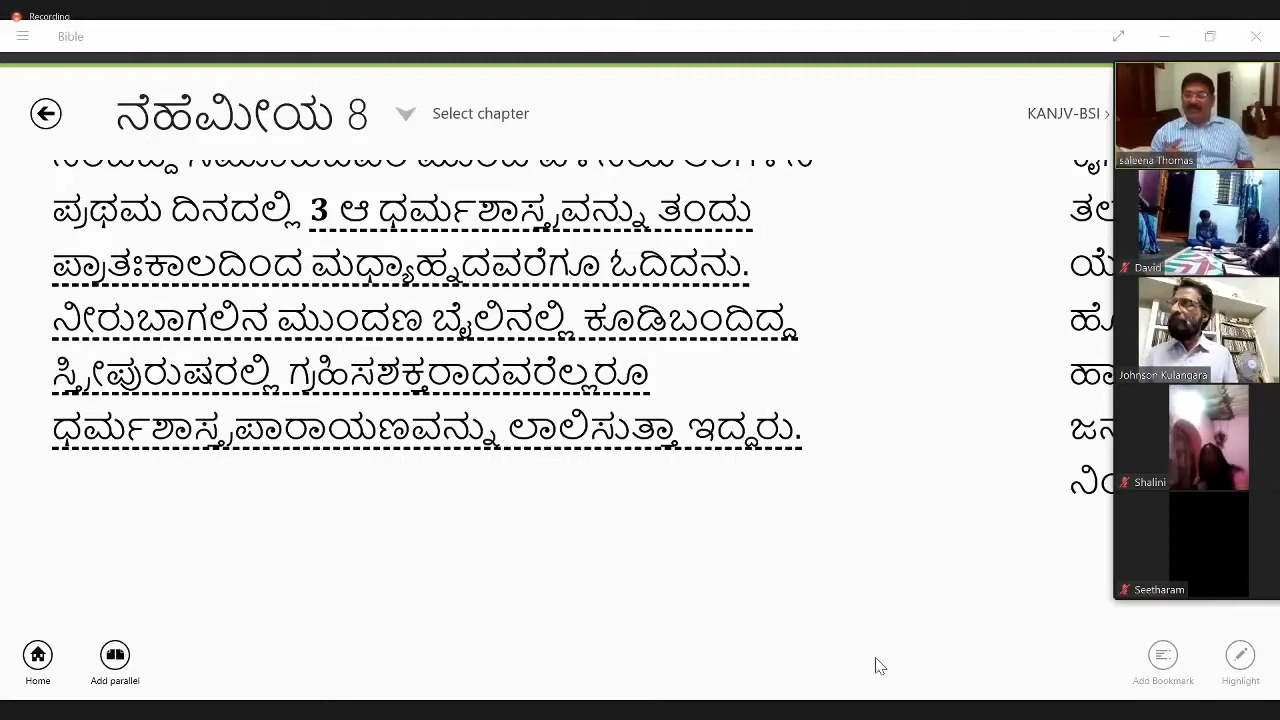 Recording
Bible
ನೆಹೆಮೀಯ 8
Select chapter
KANJV-BSI
ಪ್ರಥಮ ದಿನದಲ್ಲಿ 3 ಆ ಧರ್ಮಶಾಸ್ತ್ರವನ್ನು ತಂದು
ಪ್ರಾತಃಕಾಲದಿಂದ ಮಧ್ಯಾಹ್ನದವರೆಗೂ ಓದಿದನು.
ನೀರುಬಾಗಲಿನ ಮುಂದಣ ಬೈಲಿನಲ್ಲಿ ಕೂಡಿಬಂದಿದ್ದ
ಸ್ತ್ರೀಪುರುಷರಲ್ಲಿ ಗ್ರಹಿಸಶಕ್ತರಾದವರೆಲ್ಲರೂ
ಧರ್ಮಶಾಸ್ತ್ರಪಾರಾಯಣವನ್ನು ಲಾಲಿಸುತ್ತಾ ಇದ್ದರು.
saleena Thomas
David
Johnson Kulangara
Shalini
Seetharam
Home
Add parallel
Add Bookmark
Highlight